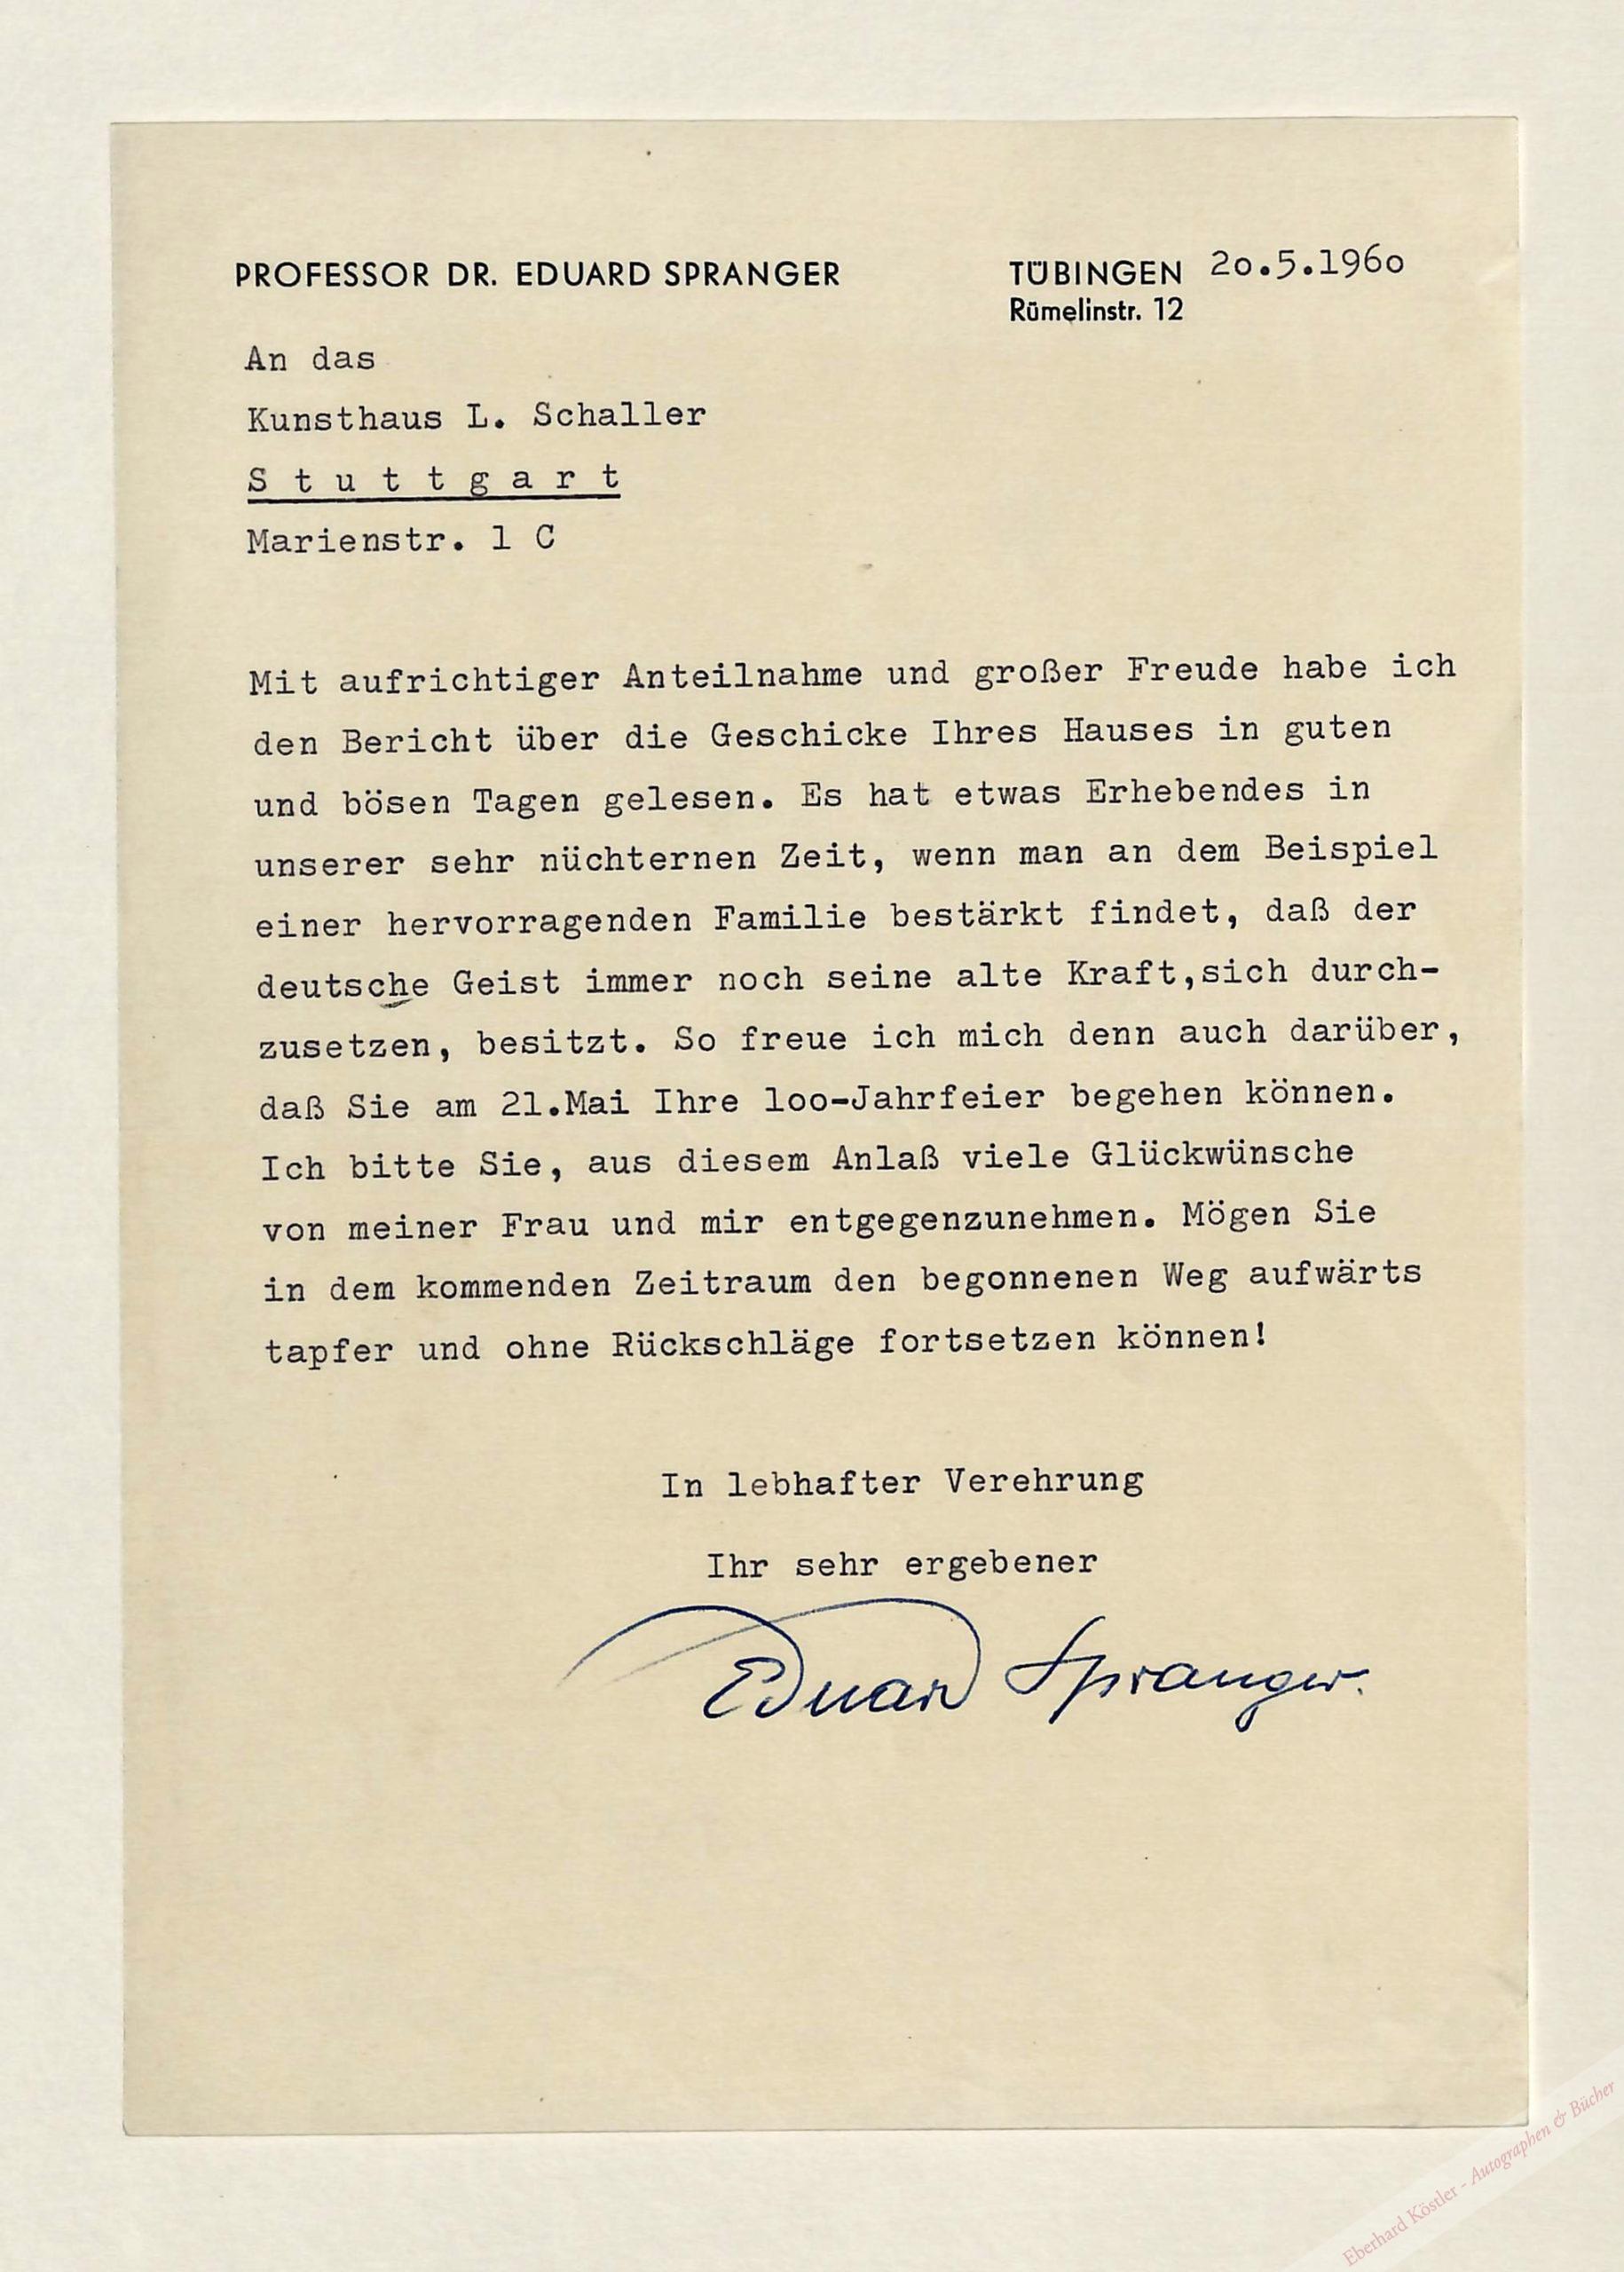 PROFESSOR DR. EDUARD SPRANGER
TÜBINGEN 2o.5.196o
Rümelinstr. 12
An das
Kunsthaus L. Schaller
S t u t t g a r t
Marienstr. l C
Mit aufrichtiger Anteilnahme und großer Freude habe ich
den Bericht über die Geschicke Ihres Hauses in guten
und bösen Tagen gelesen. Es hat etwas Erhebendes in
unserer sehr nüchternen Zeit, wenn man an dem Beispiel
einer hervorragenden Familie bestärkt findet, daß der
deutsche Geist immer noch seine alte Kraft,sich durch-
zusetzen, besitzt. So freue ich mich denn auch darüber,
daß Sie am 21.Mai Ihre loo-Jahrfeier begehen können.
Ich bitte Sie, aus diesem Anlaß viele Glückwünsche
von meiner Frau und mir entgegenzunehmen. Mögen Sie
in dem kommenden Zeitraum den begonnenen Weg aufwärts
tapfer und ohne Rückschläge fortsetzen können!
In lebhafter Verehrung
Ihr sehr ergebener
Eduard Spranger.
Eberhard Köstler - Autographen & Bücher